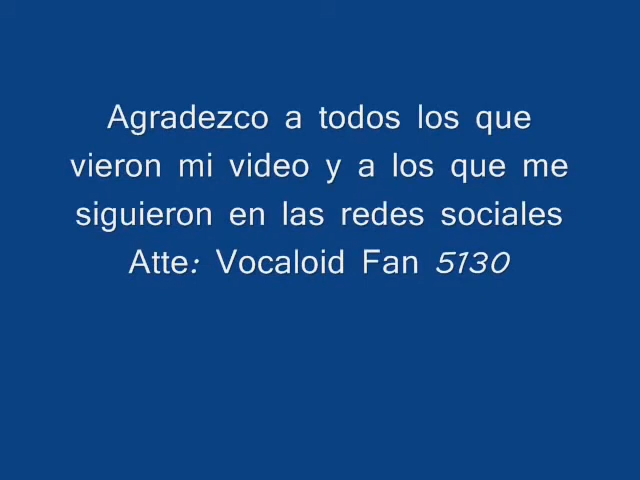 Agradezco a todos los que
vieron mi video y a los que me
siguieron en las redes sociales
Atte: Vocaloid Fan 5130